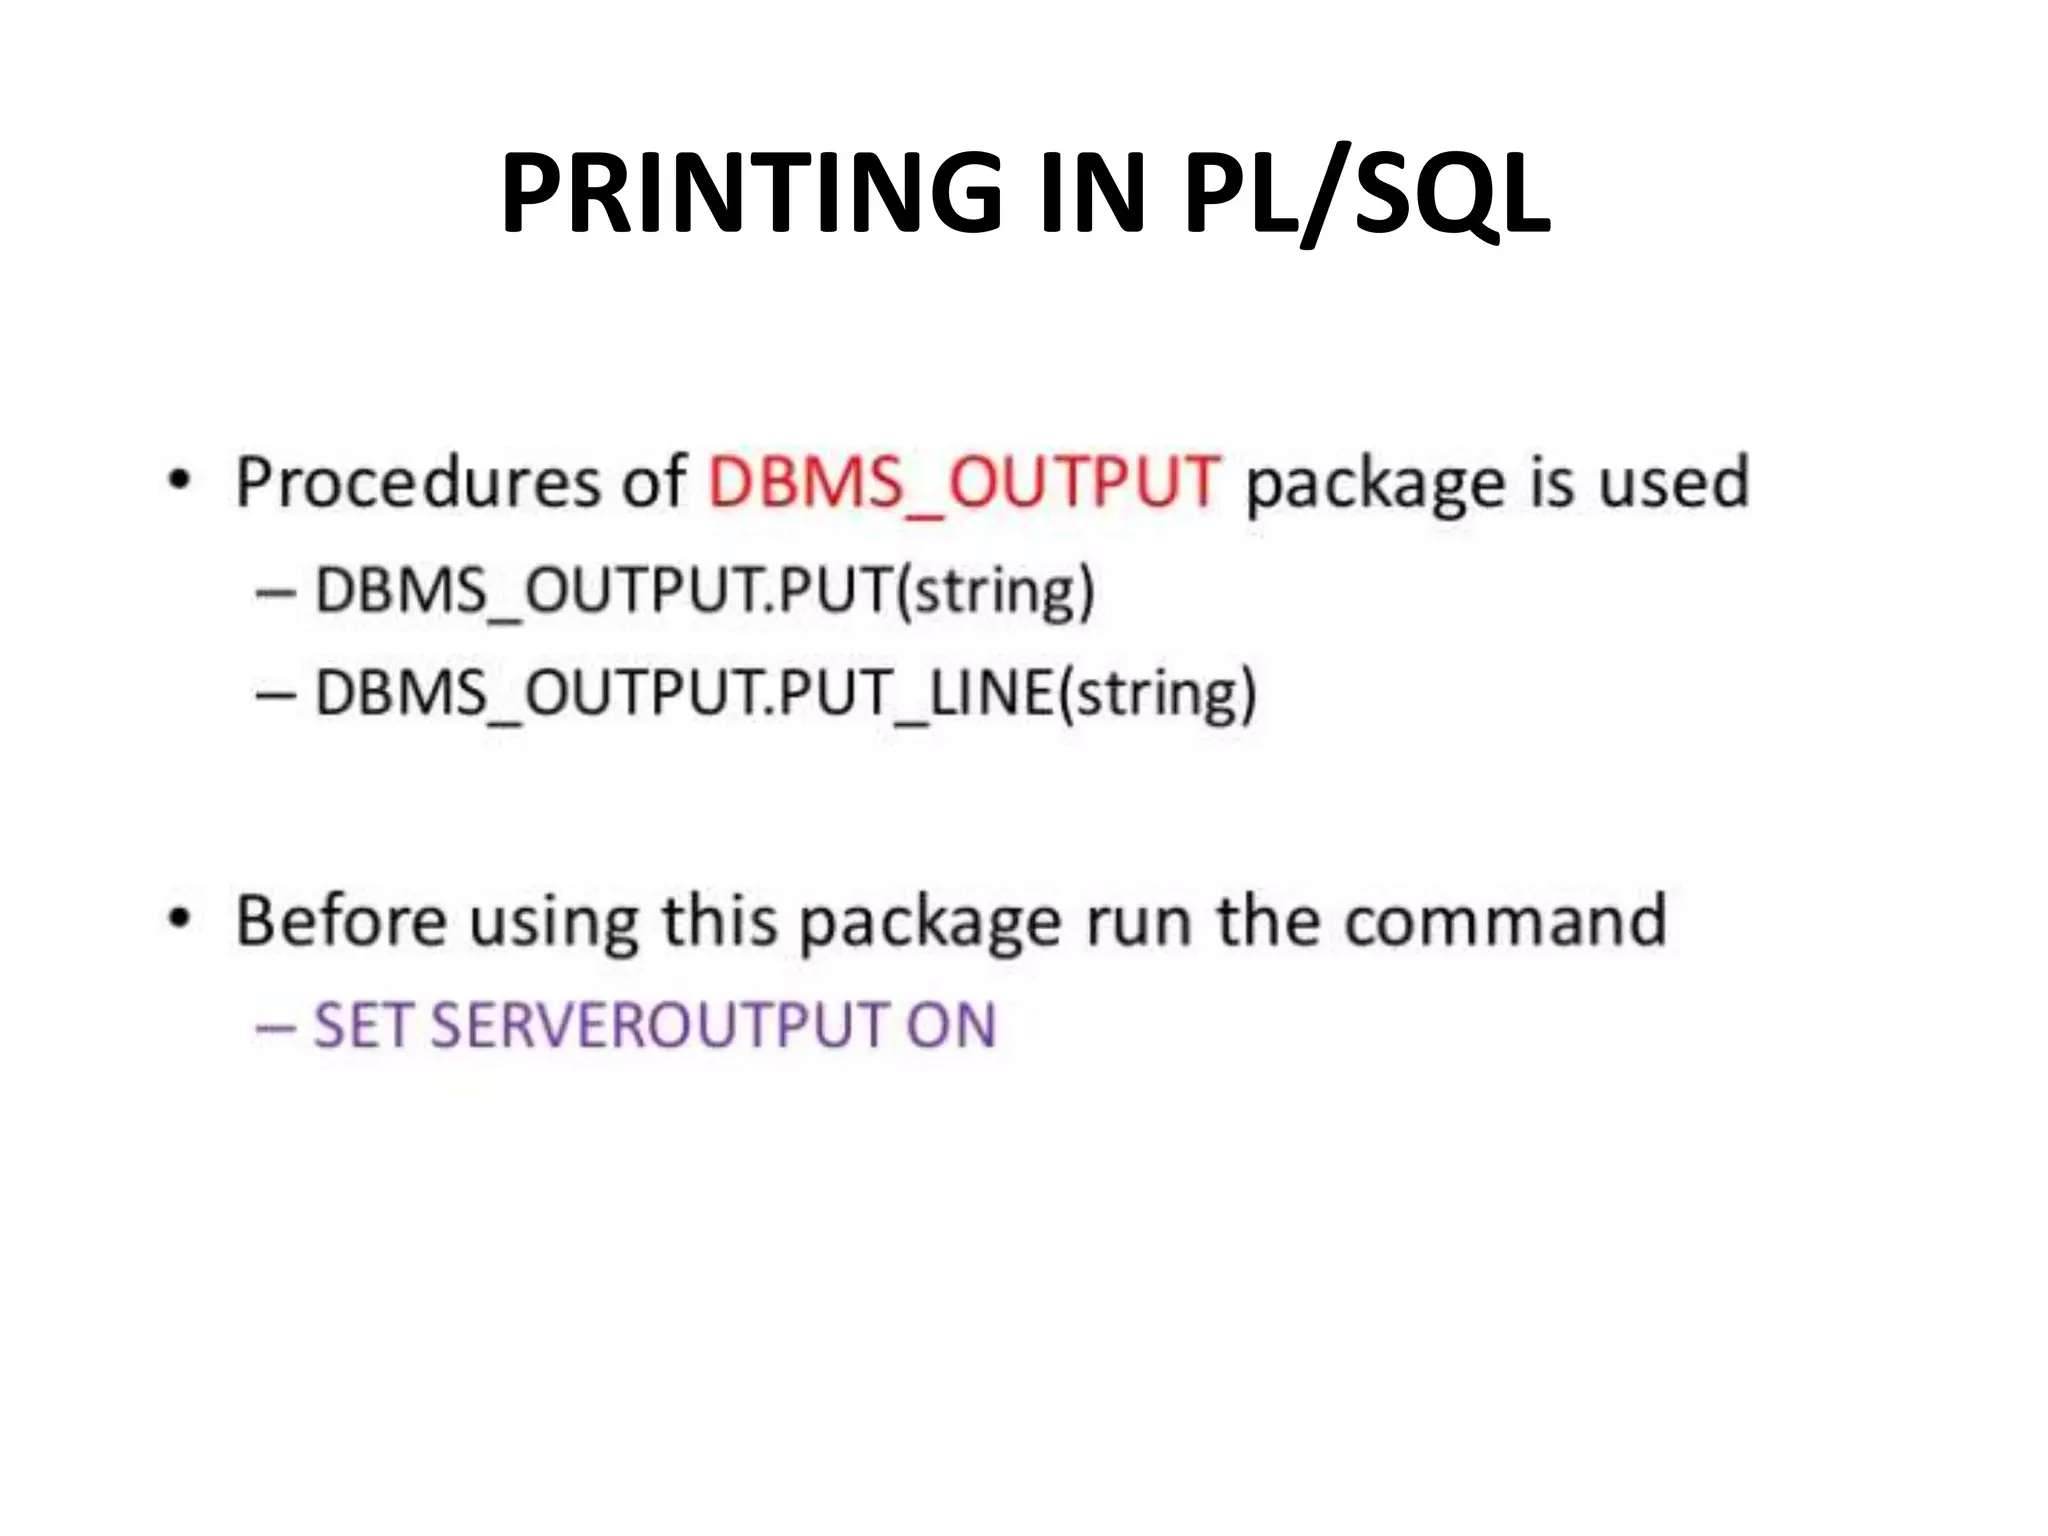 PRINTING IN PL/SQL
• Procedures of DBMS_OUTPUT package is used
– DBMS_OUTPUT.PUT(string)
– DBMS_OUTPUT.PUT_LINE(string)
• Before using this package run the command
– SET SERVEROUTPUT ON